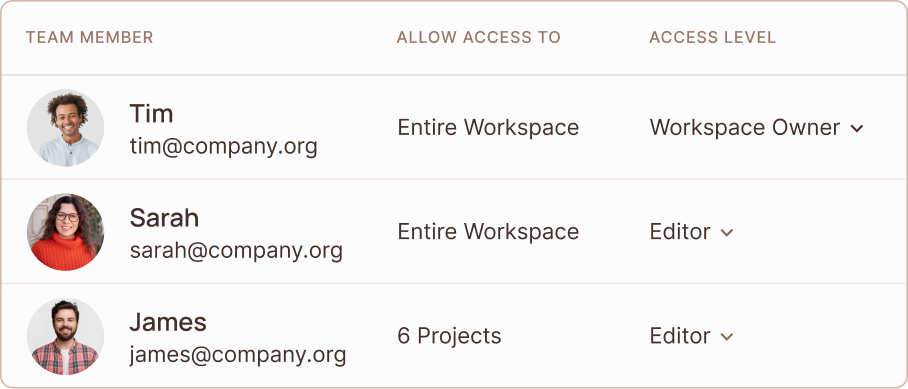 TEAM MEMBER ALLOW ACCESS TO ACCESS LEVEL
Tim
tim@company.org
Entire Workspace
Workspace Owner
Sarah
sarah@company.org
Entire Workspace
Editor
James
james@company.org
6 Projects
Editor